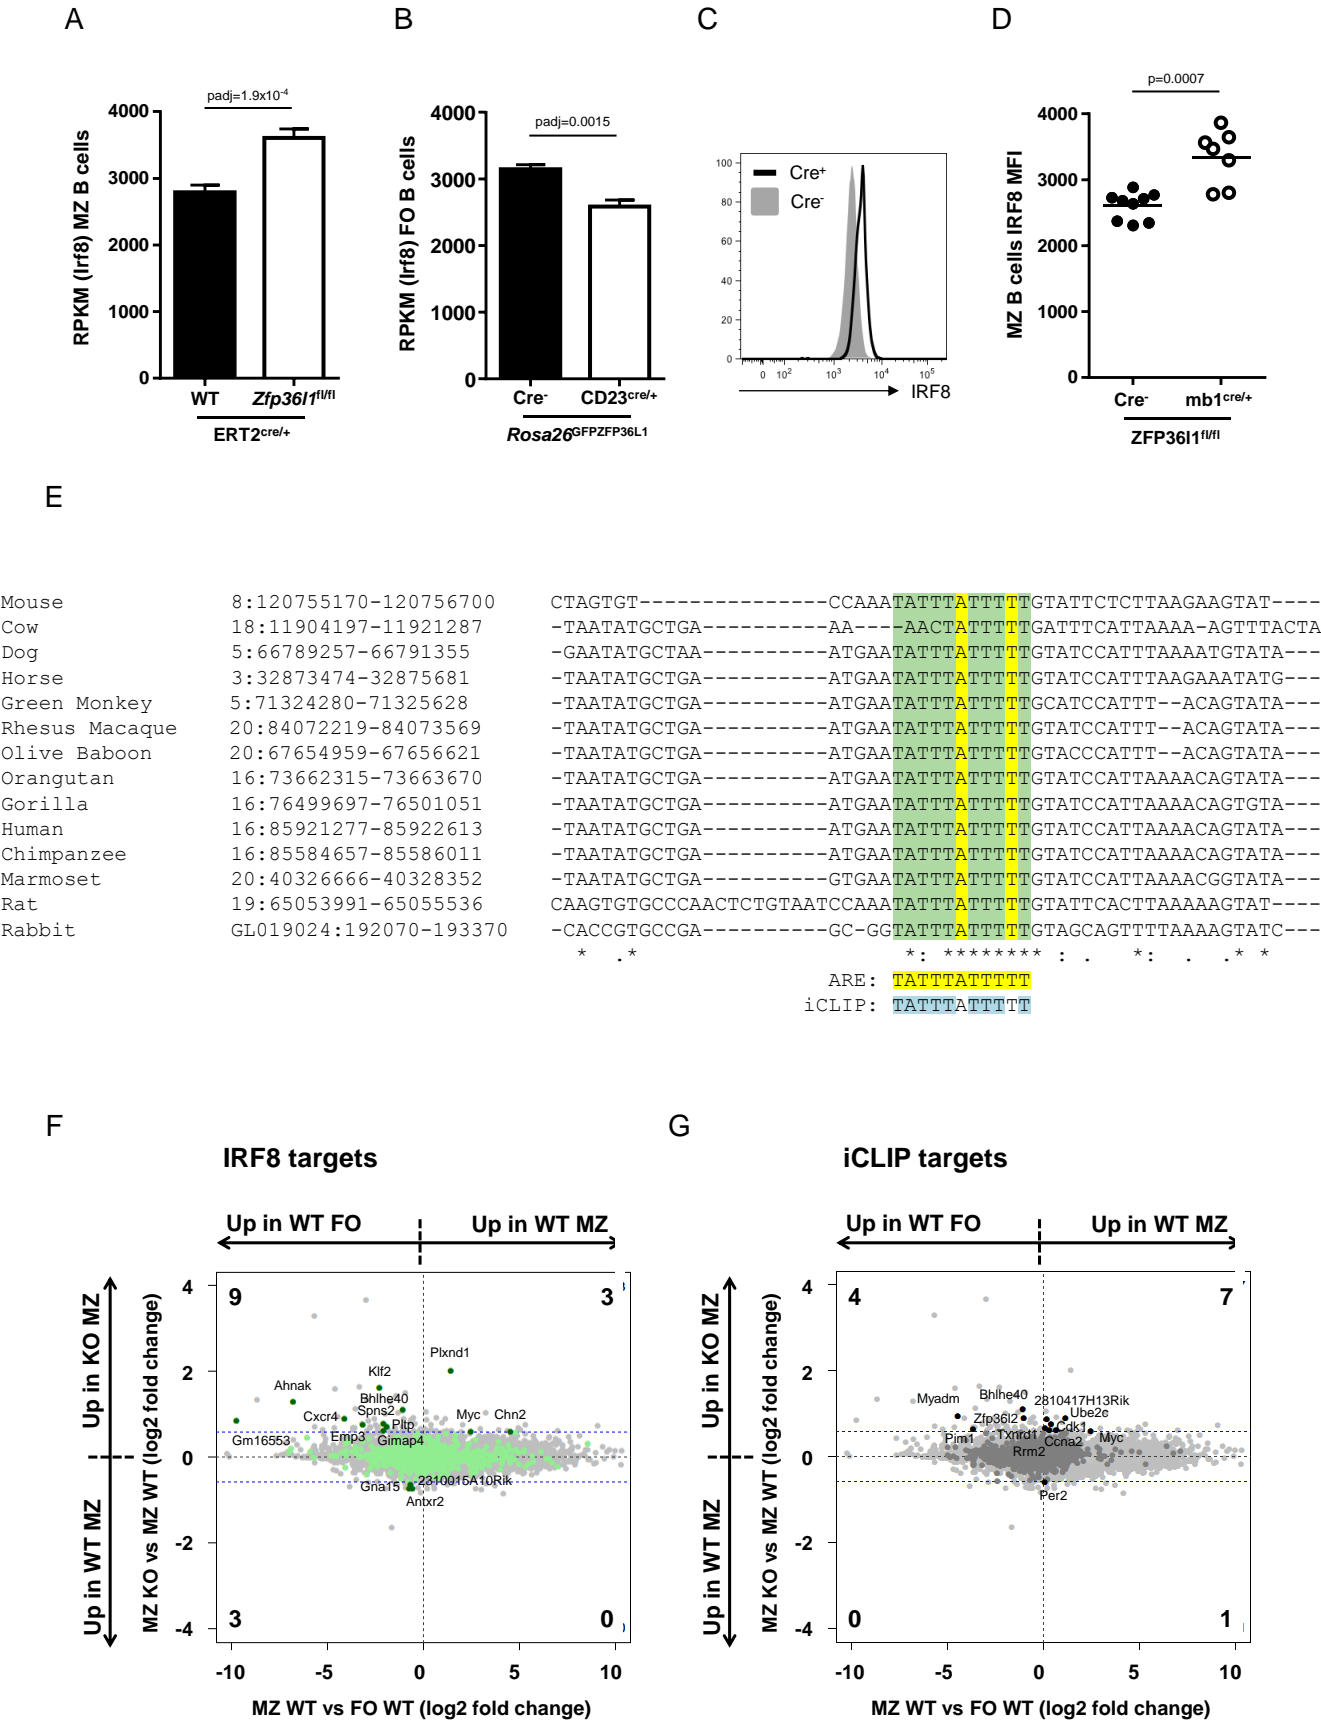 A
B
C
D
padj=1.9x10-4
RPKM (Irf8) MZ B cells
4000
3000
2000
1000
0
WT
Zfp36l1fl/fl
ERT2cre/+
padj=0.0015
RPKM (Irf8) FO B cells
4000
3000
2000
1000
0
Cre-
CD23cre/+
Rosa26GFPZFP36L1
Cre+
Cre-
100
80
60
40
20
0
0 102 103 104 105
IRF8
p=0.0007
MZ B cells IRF8 MFI
4000
3000
2000
1000
0
Cre-
mb1cre/+
ZFP36l1fl/fl
E
Mouse 8:120755170-120756700 CTAGTGT---------------CCAAATATTTATTTTTGTATTCTCTTAAGAAGTAT----
Cow 18:11904197-11921287 -TAATATGCTGA----------AA----AACTATTTTTGATTTCATTAAAA-AGTTTACTA
Dog 5:66789257-66791355 -GAATATGCTAA----------ATGAATATTTATTTTTGTATCCATTTAAAATGTATA---
Horse 3:32873474-32875681 -TAATATGCTGA----------ATGAATATTTATTTTTGTATCCATTTAAGAAATATG---
Green Monkey 5:71324280-71325628 -TAATATGCTGA----------ATGAATATTTATTTTTGCATCCATTT--ACAGTATA---
Rhesus Macaque 20:84072219-84073569 -TAATATGCTGA----------ATGAATATTTATTTTTGTATCCATTT--ACAGTATA---
Olive Baboon 20:67654959-67656621 -TAATATGCTGA----------ATGAATATTTATTTTTGTACCCATTT--ACAGTATA---
Orangutan 16:73662315-73663670 -TAATATGCTGA----------ATGAATATTTATTTTTGTATCCATTAAAACAGTATA---
Gorilla 16:76499697-76501051 -TAATATGCTGA----------ATGAATATTTATTTTTGTATCCATTAAAACAGTGTA---
Human 16:85921277-85922613 -TAATATGCTGA----------ATGAATATTTATTTTTGTATCCATTAAAACAGTATA---
Chimpanzee 16:85584657-85586011 -TAATATGCTGA----------ATGAATATTTATTTTTGTATCCATTAAAACAGTATA---
Marmoset 20:40326666-40328352 -TAATATGCTGA----------GTGAATATTTATTTTTGTATCCATTAAAACGGTATA---
Rat 19:65053991-65055536 CAAGTGTGCCCAACTCTGTAATCCAAATATTTATTTTTGTATTCACTTAAAAAGTAT----
Rabbit GL019024:192070-193370 -CACCGTGCCGA----------GC-GGTATTTATTTTTGTAGCAGTTTTAAAAGTATC---
* .* *: ******** : . *: . .* *
ARE: TATTTATTTTT
iCLIP: TATTTATTTTT
F
IRF8 targets
Up in WT FO
Up in WT MZ
Up in KO MZ
Up in WT MZ
MZ KO vs MZ WT (log2 fold change)
4
2
0
-2
-4
9
3
3
0
Plxnd1
Klf2
Ahnak
Bhlhe40
Spns2
Cxcr4
Pltp
Myc
Chn2
Gm16553
Emp3
Gimap4
2310015A10Rik
Gna15
Antxr2
-10
-5
0
5
10
MZ WT vs FO WT (log2 fold change)
G
iCLIP targets
Up in WT FO
Up in WT MZ
Up in KO MZ
Up in WT MZ
MZ KO vs MZ WT (log2 fold change)
4
2
0
-2
-4
4
7
0
1
Myadm
Bhlhe40
2810417H13Rik
Zfp36l2
Ube2c
Txnrd1
Cdk1
Pim1
Ccna2
Myc
Rrm2
Per2
-10
-5
0
5
10
MZ WT vs FO WT (log2 fold change)